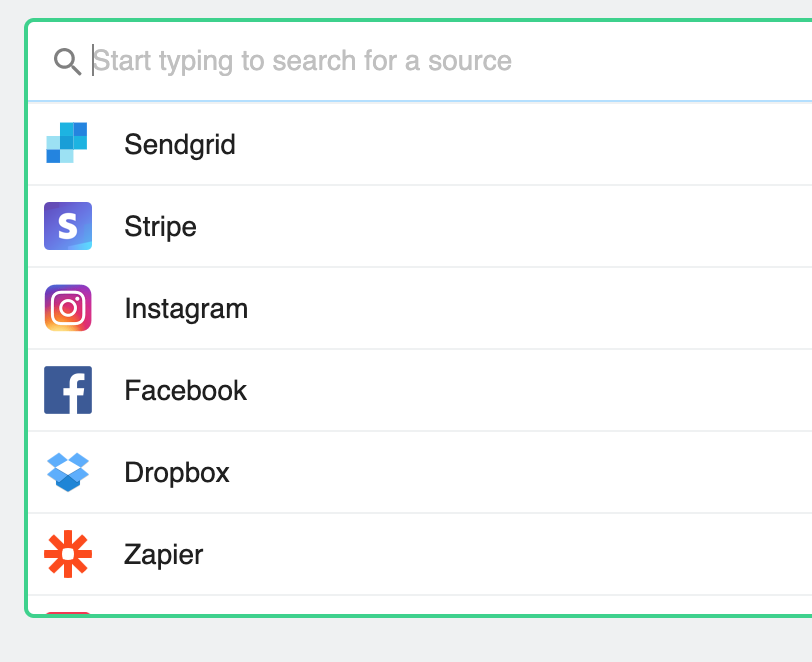 Start typing to search for a source
Sendgrid
S
Stripe
Instagram
f
Facebook
Dropbox
Zapier